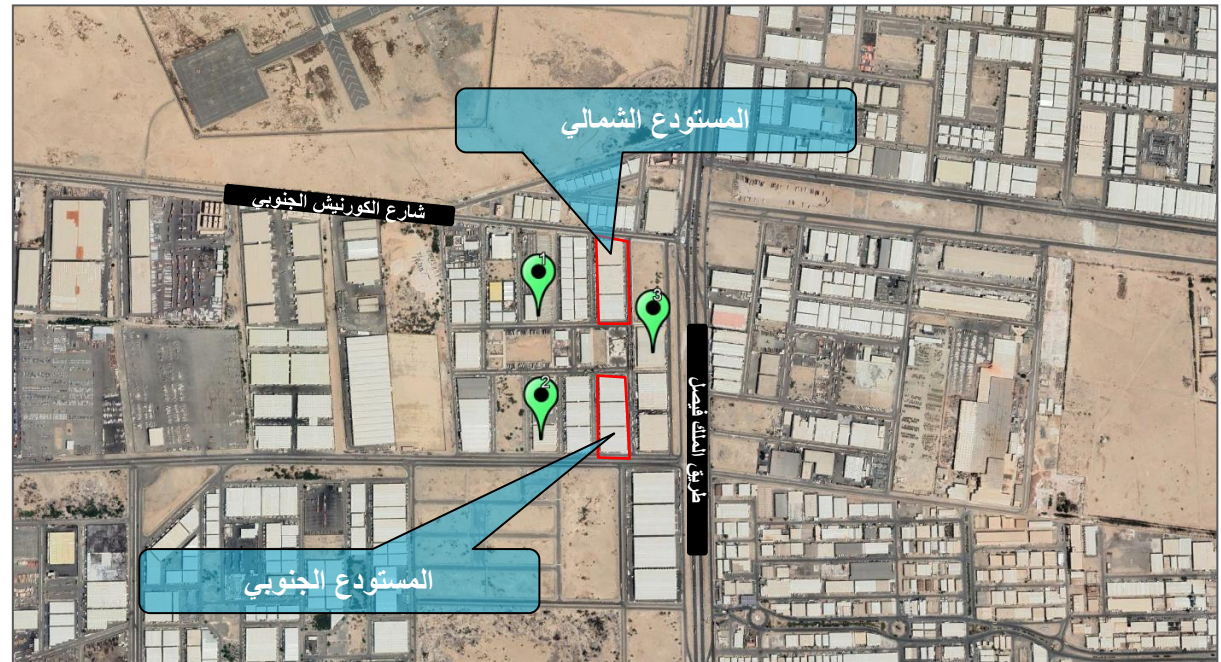 المستودع الشمالي
شارع الكورنيش الجنوبي
1
3
2
طريق الملك فيصل
المستودع الجنوبي